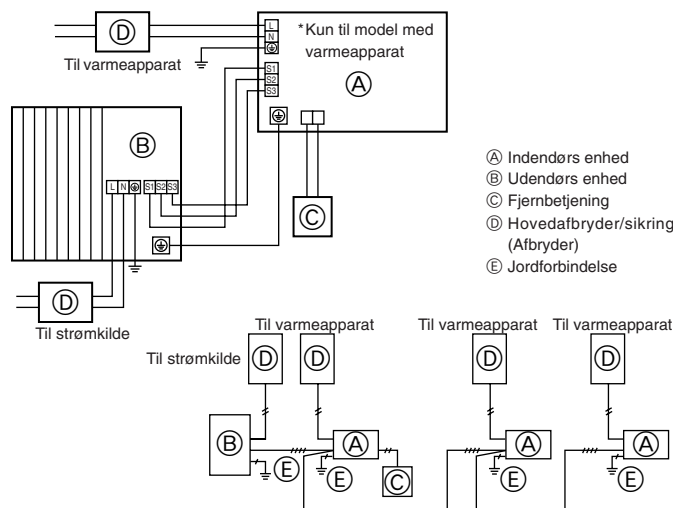 D
Til varmeapparat
L
N
S1
S2
S3
*Kun til model med
varmeapparat
A
B
L N S1 S2 S3
C
D
Til strømkilde
A Indendørs enhed
B Udendørs enhed
C Fjernbetjening
D Hovedafbryder/sikring
(Afbryder)
E Jordforbindelse
Til varmeapparat Til varmeapparat Til varmeapparat
Til strømkilde
D D D D
B A A A
E E C E E